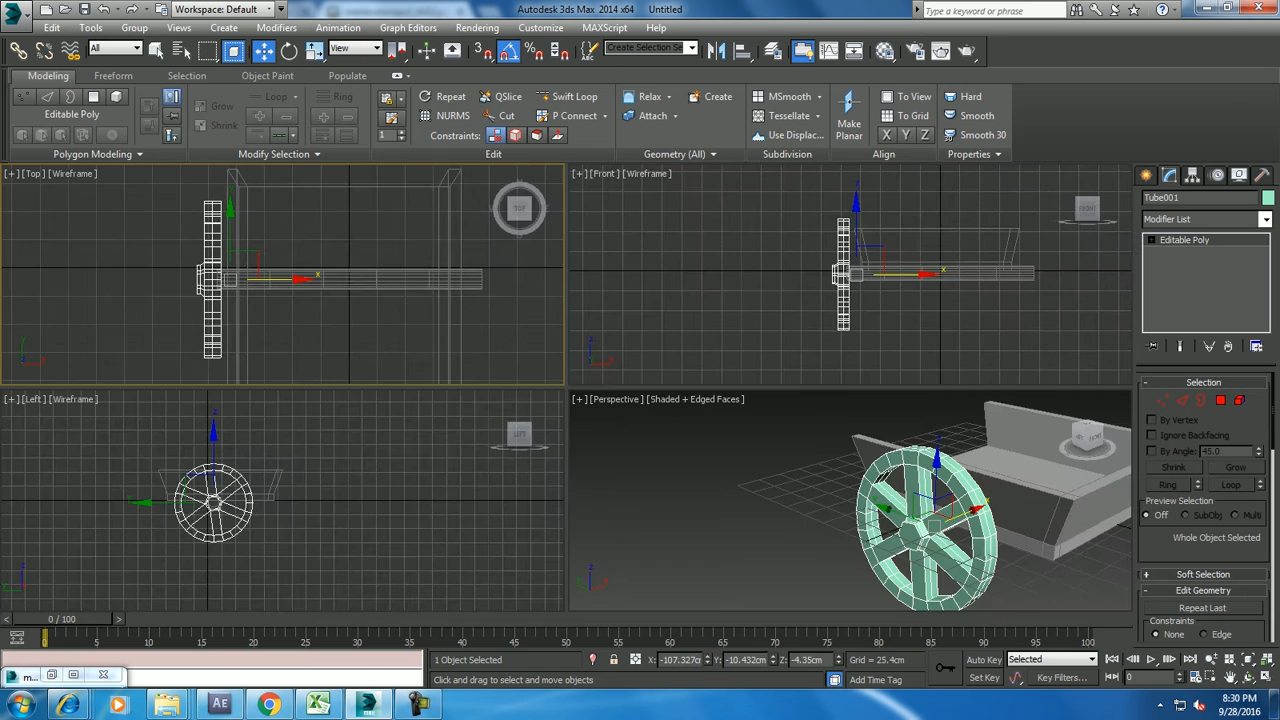 Workspace: Default
Autodesk 3ds Max 2014 x64 Untitled
Type a keyword or phrase
Edit Tools Group Views Create Modifiers Animation Graph Editors Rendering Customize MAXScript Help
All View Create Selection Se
Modeling Freeform Selection Object Paint Populate
Editable Poly
Grow
Shrink
Loop
Ring
Repeat QSlice Swift Loop
NURMS Cut P Connect
Constraints:
1
Relax Create
Attach
MSmooth
Tessellate
Use Displac...
Make Planar
To View
To Grid
X Y Z
Hard
Smooth
Smooth 30
Polygon Modeling Modify Selection Edit Geometry (All) Subdivision Align Properties
[+] [Top] [Wireframe]
TOP
[+] [Front] [Wireframe]
FRONT
[+] [Left] [Wireframe]
LEFT
[+] [Perspective] [Shaded + Edged Faces]
Tube001
Modifier List
Editable Poly
Selection
By Vertex
Ignore Backfacing
By Angle: 45.0
Shrink Grow
Ring Loop
Preview Selection
Off SubObj Multi
Whole Object Selected
Soft Selection
Edit Geometry
Repeat Last
Constraints
None Edge
0 / 100
0 5 10 15 20 25 30 35 40 45 50 55 60 65 70 75 80 85 90 95 100
1 Object Selected
X: -107.327cm Y: -10.432cm Z: -4.35cm Grid = 25.4cm
Auto Key Selected
Click and drag to select and move objects
Add Time Tag
Set Key Key Filters...
0
m...
AE
8:30 PM
9/28/2016